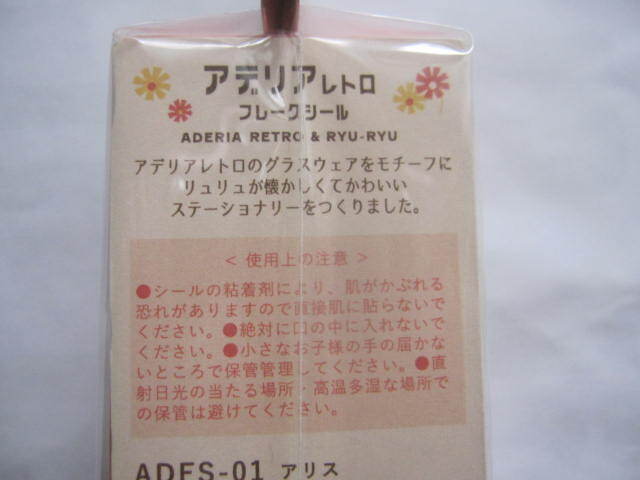 アデリアレトロ
フレークシール
ADERIA RETRO & RYU-RYU
アデリアレトロのグラスウェアをモチーフに
リュリュが懐かしくてかわいい
ステーショナリーをつくりました。
< 使用上の注意 >
●シールの粘着剤により、肌がかぶれる
恐れがありますので直接肌に貼らないで
ください。●絶対に口の中に入れないで
ください。●小さなお子様の手の届かな
いところで保管管理してください。●直
射日光の当たる場所・高温多湿な場所で
の保管は避けてください。
ADFS-01 アリス